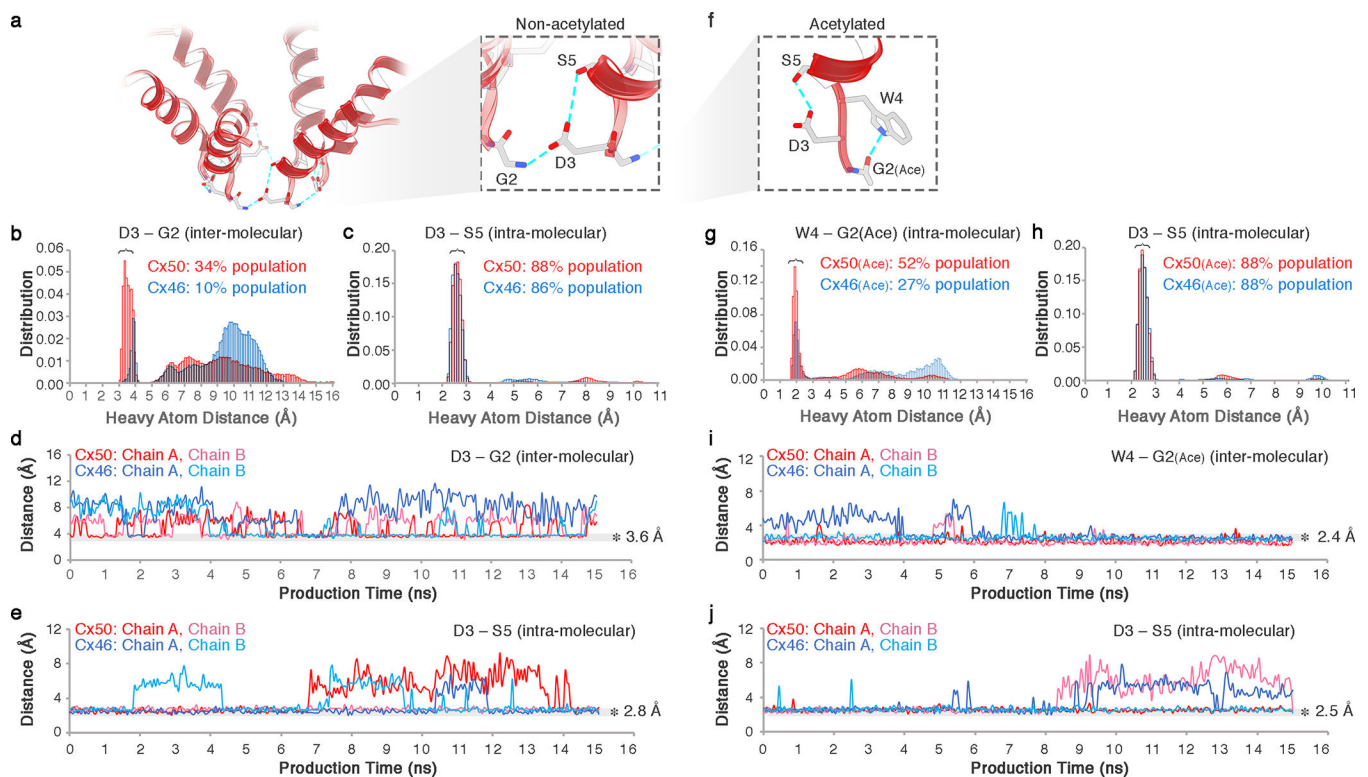 a
Non-acetylated
S5
G2
D3
f
Acetylated
S5
W4
D3
G2(Ace)
b
D3 – G2 (inter-molecular)
Cx50: 34% population
Cx46: 10% population
Distribution
0.06
0.05
0.04
0.03
0.02
0.01
0.00
0 1 2 3 4 5 6 7 8 9 10 11 12 13 14 15 16
Heavy Atom Distance (Å)
c
D3 – S5 (intra-molecular)
Cx50: 88% population
Cx46: 86% population
Distribution
0.20
0.15
0.10
0.05
0.00
0 1 2 3 4 5 6 7 8 9 10 11
Heavy Atom Distance (Å)
g
W4 – G2(Ace) (intra-molecular)
Cx50(Ace): 52% population
Cx46(Ace): 27% population
Distribution
0.16
0.12
0.08
0.04
0.00
0 1 2 3 4 5 6 7 8 9 10 11 12 13 14 15 16
Heavy Atom Distance (Å)
h
D3 – S5 (intra-molecular)
Cx50(Ace): 88% population
Cx46(Ace): 88% population
Distribution
0.20
0.15
0.10
0.05
0.00
0 1 2 3 4 5 6 7 8 9 10 11
Heavy Atom Distance (Å)
d
Cx50: Chain A, Chain B
Cx46: Chain A, Chain B
D3 – G2 (inter-molecular)
Distance (Å)
16
12
8
4
0
* 3.6 Å
0 1 2 3 4 5 6 7 8 9 10 11 12 13 14 15 16
Production Time (ns)
i
Cx50: Chain A, Chain B
Cx46: Chain A, Chain B
W4 – G2(Ace) (inter-molecular)
Distance (Å)
12
8
4
0
* 2.4 Å
0 1 2 3 4 5 6 7 8 9 10 11 12 13 14 15 16
Production Time (ns)
e
Cx50: Chain A, Chain B
Cx46: Chain A, Chain B
D3 – S5 (intra-molecular)
Distance (Å)
12
8
4
0
* 2.8 Å
0 1 2 3 4 5 6 7 8 9 10 11 12 13 14 15 16
Production Time (ns)
j
Cx50: Chain A, Chain B
Cx46: Chain A, Chain B
D3 – S5 (intra-molecular)
Distance (Å)
12
8
4
0
* 2.5 Å
0 1 2 3 4 5 6 7 8 9 10 11 12 13 14 15 16
Production Time (ns)